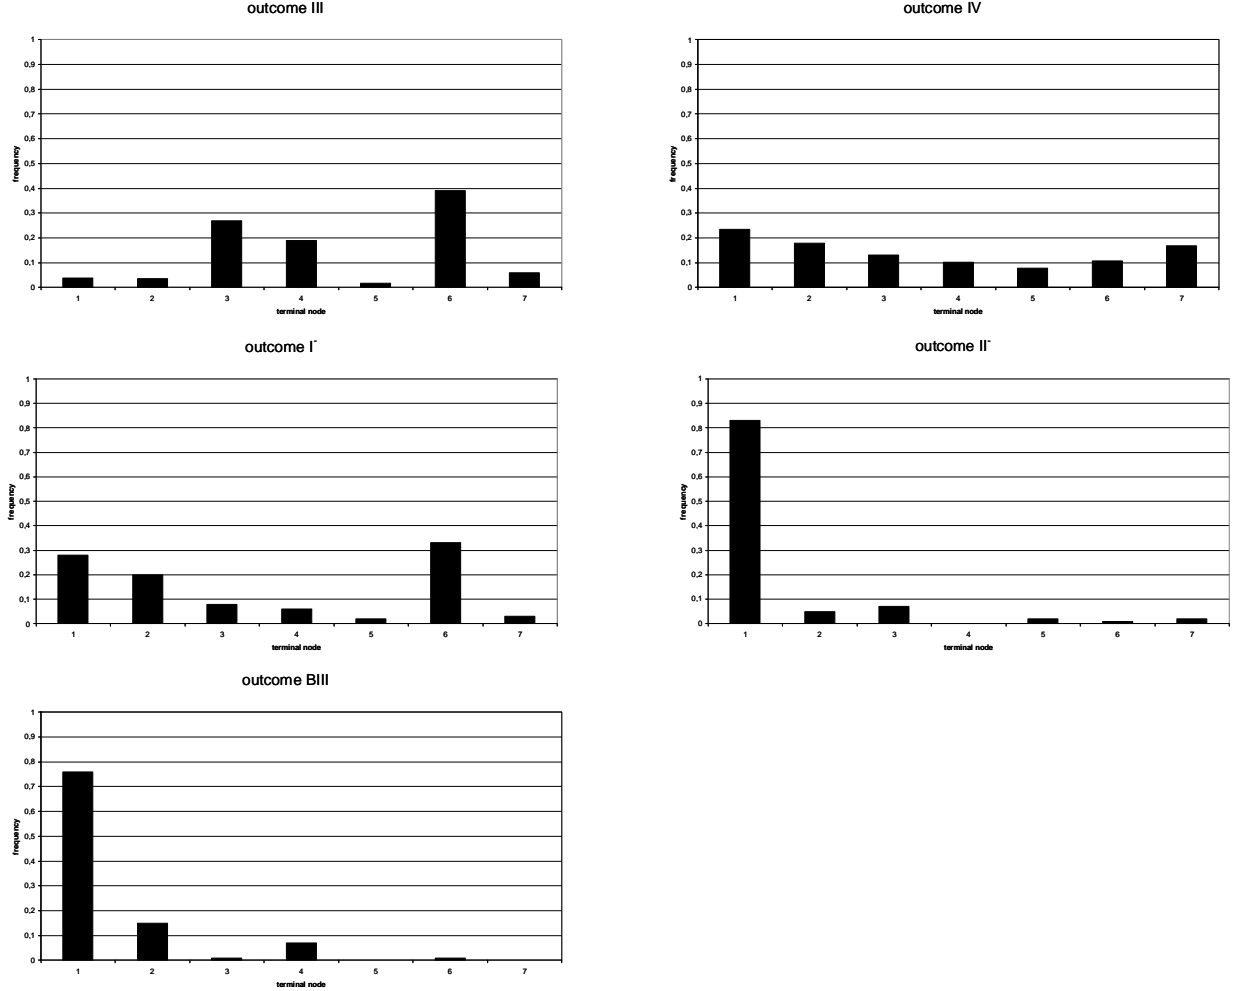 outcome III
1
0,9
0,8
0,7
0,6
0,5
0,4
0,3
0,2
0,1
0
frequency
1 2 3 4 5 6 7
terminal node
outcome IV
1
0,9
0,8
0,7
0,6
0,5
0,4
0,3
0,2
0,1
0
frequency
1 2 3 4 5 6 7
terminal node
outcome I⁻
1
0,9
0,8
0,7
0,6
0,5
0,4
0,3
0,2
0,1
0
frequency
1 2 3 4 5 6 7
terminal node
outcome II⁻
1
0,9
0,8
0,7
0,6
0,5
0,4
0,3
0,2
0,1
0
frequency
1 2 3 4 5 6 7
terminal node
outcome BIII
1
0,9
0,8
0,7
0,6
0,5
0,4
0,3
0,2
0,1
0
frequency
1 2 3 4 5 6 7
terminal node